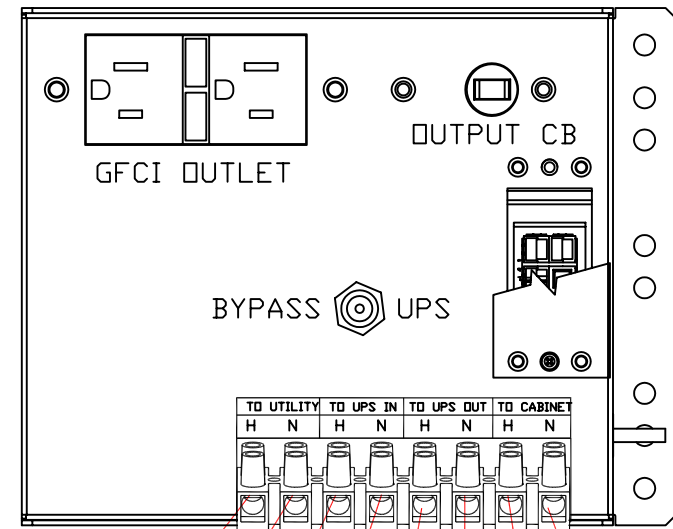 OUTPUT CB
GFCI OUTLET
BYPASS UPS
TO UTILITY TO UPS IN TO UPS OUT TO CABINET
H N H N H N H N